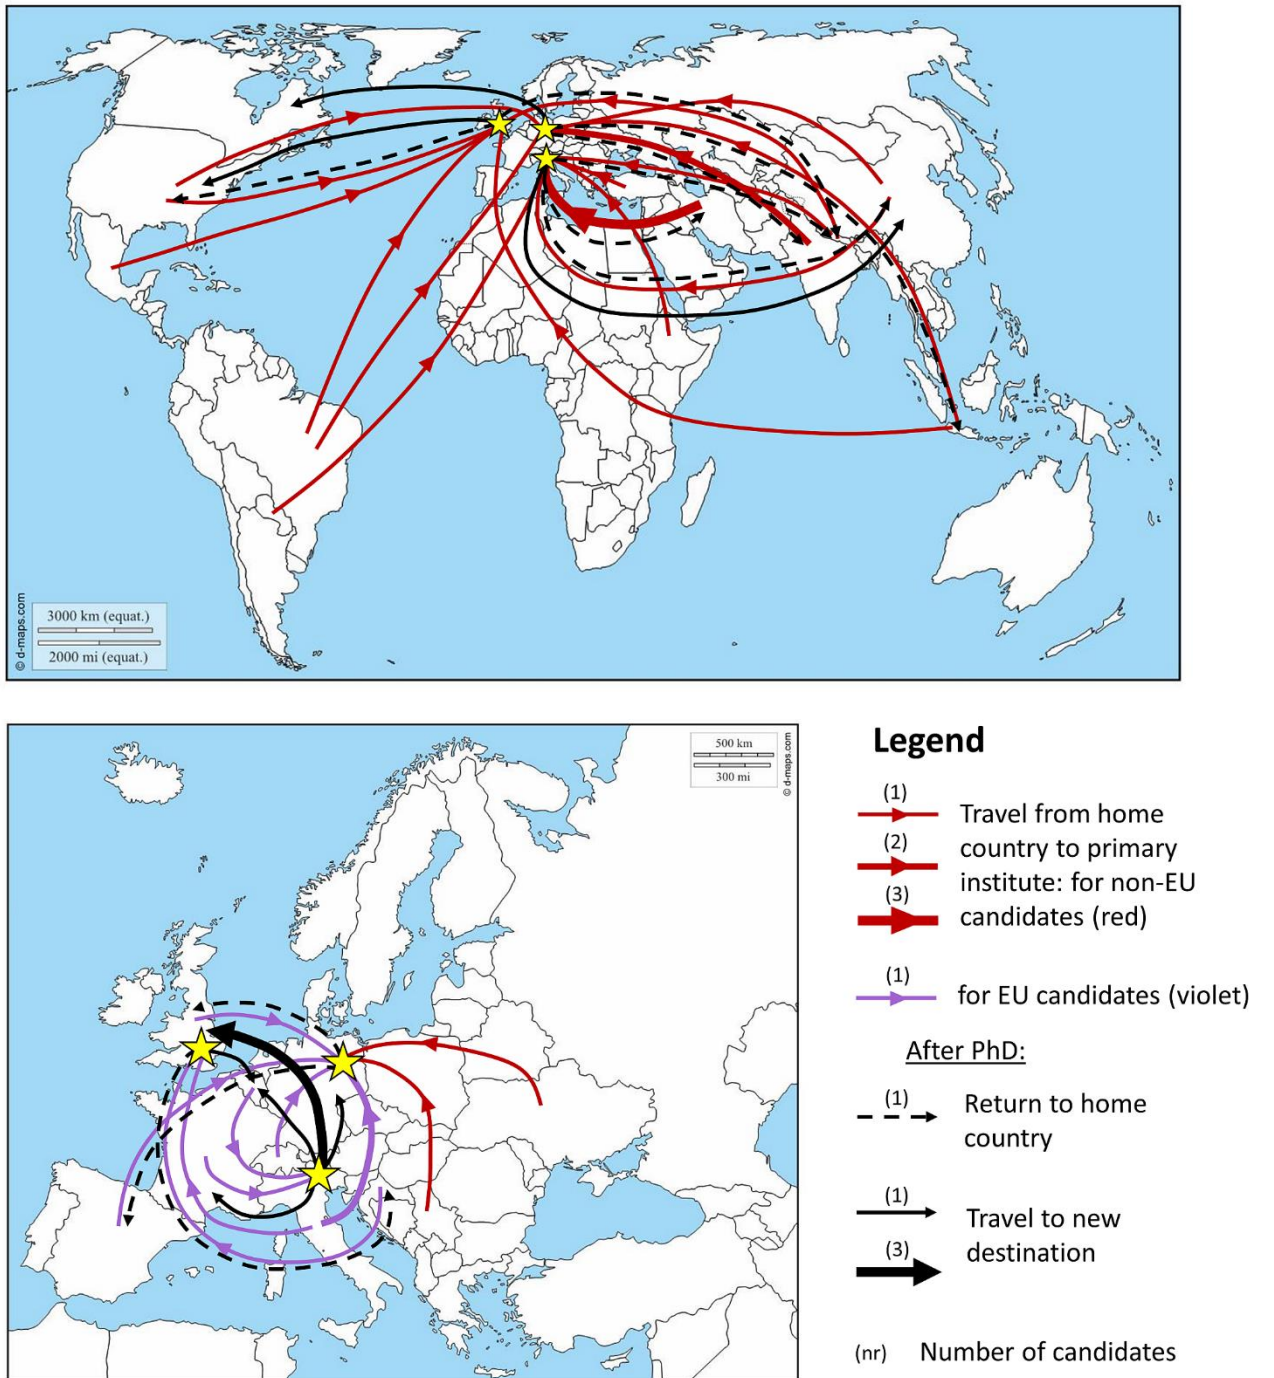 © d-maps.com
3000 km (equat.)
2000 mi (equat.)
500 km
300 mi
© d-maps.com
Legend
(1)
Travel from home
(2)
country to primary
institute: for non-EU
(3)
candidates (red)
(1)
for EU candidates (violet)
After PhD:
(1)
Return to home
country
(1)
Travel to new
(3)
destination
(nr) Number of candidates